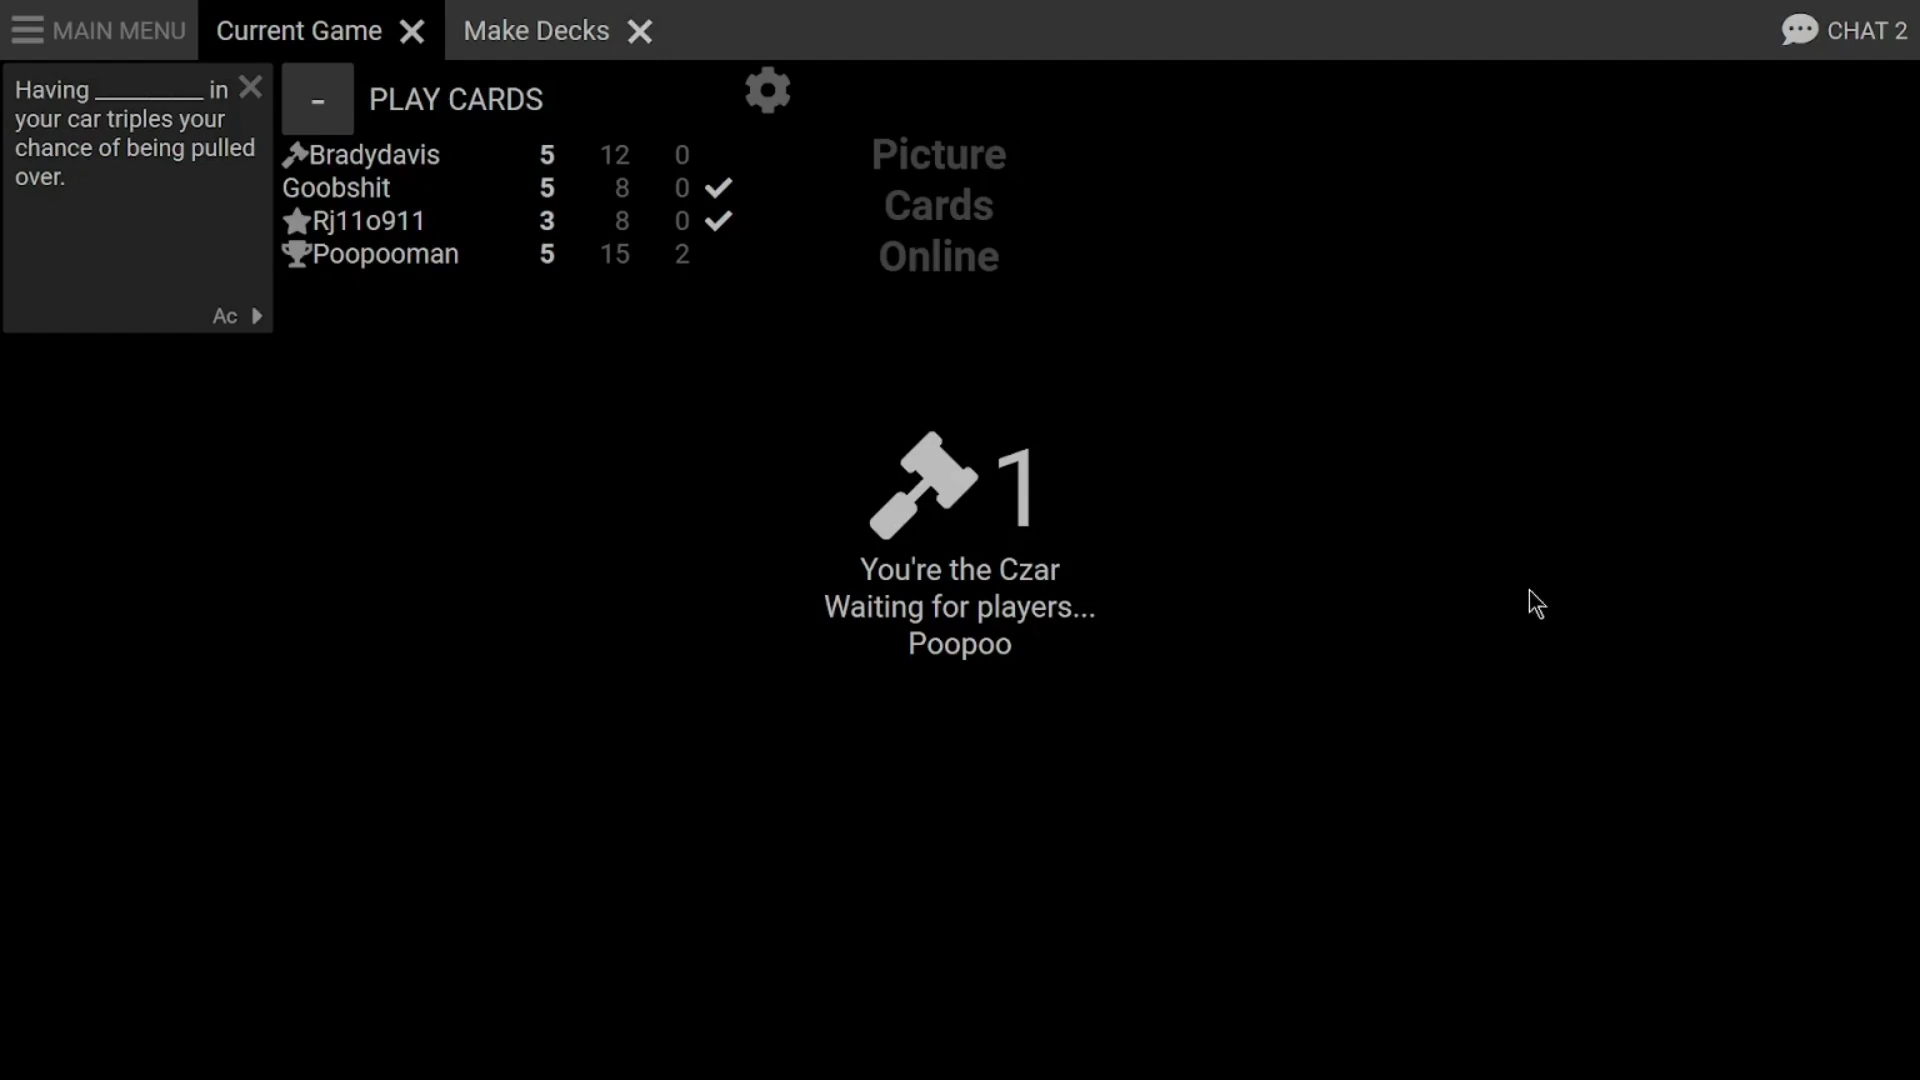 MAIN MENU
Current Game
Make Decks
CHAT 2
Having _________ in
your car triples your
chance of being pulled
over.
Ac
-
PLAY CARDS
Bradydavis 5 12 0
Goobshit 5 8 0
Rj11o911 3 8 0
Poopooman 5 15 2
Picture
Cards
Online
1
You're the Czar
Waiting for players...
Poopoo